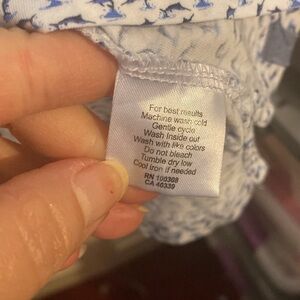 For best results
Machine wash cold
Gentle cycle
Wash Inside out
Wash with like colors
Do not bleach
Tumble dry low
Cool iron if needed
RN 100368
CA 40339